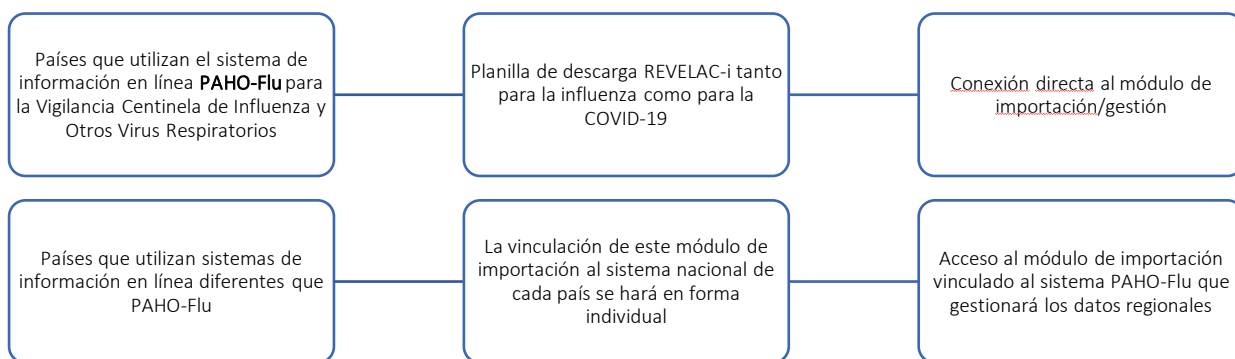 Países que utilizan el sistema de
información en línea PAHO-Flu para
la Vigilancia Centinela de Influenza y
Otros Virus Respiratorios
Planilla de descarga REVELAC-i tanto
para la influenza como para la
COVID-19
Conexión directa al módulo de
importación/gestión
Países que utilizan sistemas de
información en línea diferentes que
PAHO-Flu
La vinculación de este módulo de
importación al sistema nacional de
cada país se hará en forma
individual
Acceso al módulo de importación
vinculado al sistema PAHO-Flu que
gestionará los datos regionales